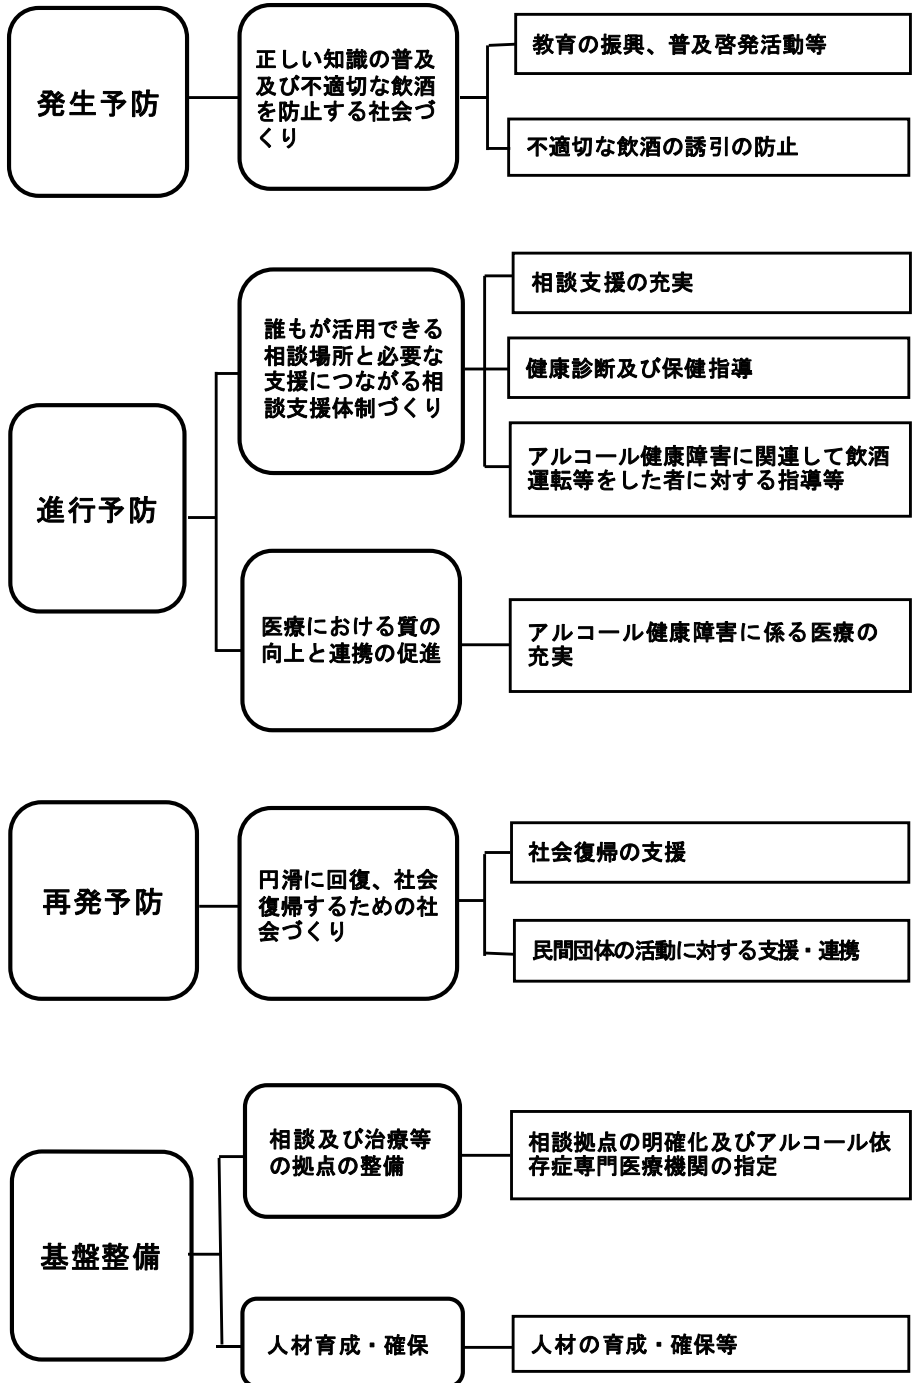 発生予防
正しい知識の普及
及び不適切な飲酒
を防止する社会づ
くり
教育の振興、普及啓発活動等
不適切な飲酒の誘引の防止
進行予防
誰もが活用できる
相談場所と必要な
支援につながる相
談支援体制づくり
相談支援の充実
健康診断及び保健指導
アルコール健康障害に関連して飲酒
運転等をした者に対する指導等
医療における質の
向上と連携の促進
アルコール健康障害に係る医療の
充実
再発予防
円滑に回復、社会
復帰するための社
会づくり
社会復帰の支援
民間団体の活動に対する支援・連携
基盤整備
相談及び治療等
の拠点の整備
相談拠点の明確化及びアルコール依
存症専門医療機関の指定
人材育成・確保
人材の育成・確保等